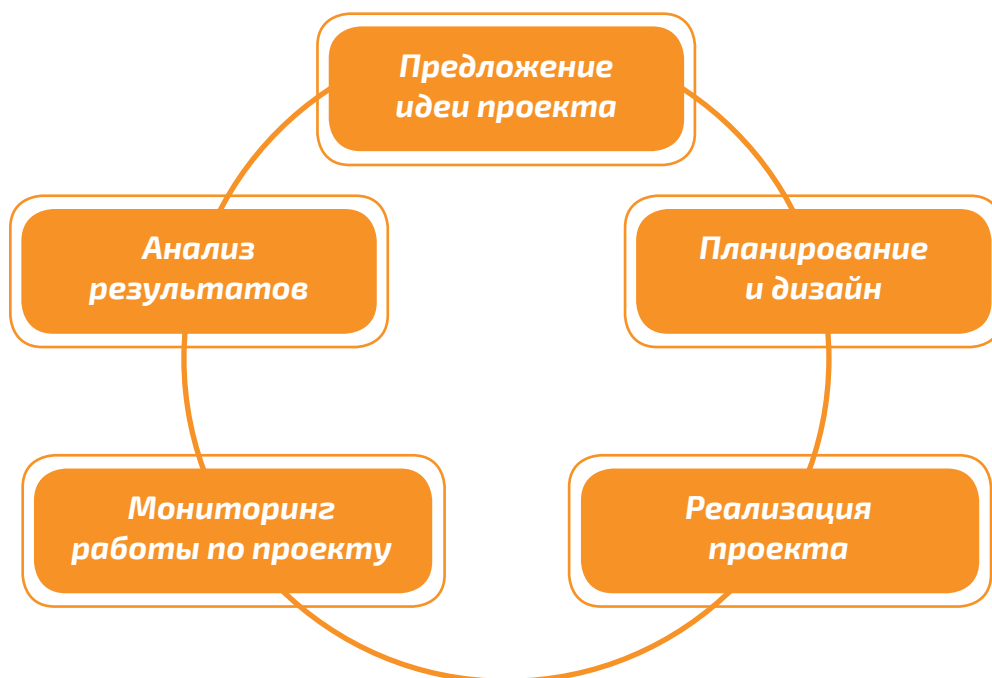 Предложение
идеи проекта
Анализ
результатов
Планирование
и дизайн
Мониторинг
работы по проекту
Реализация
проекта